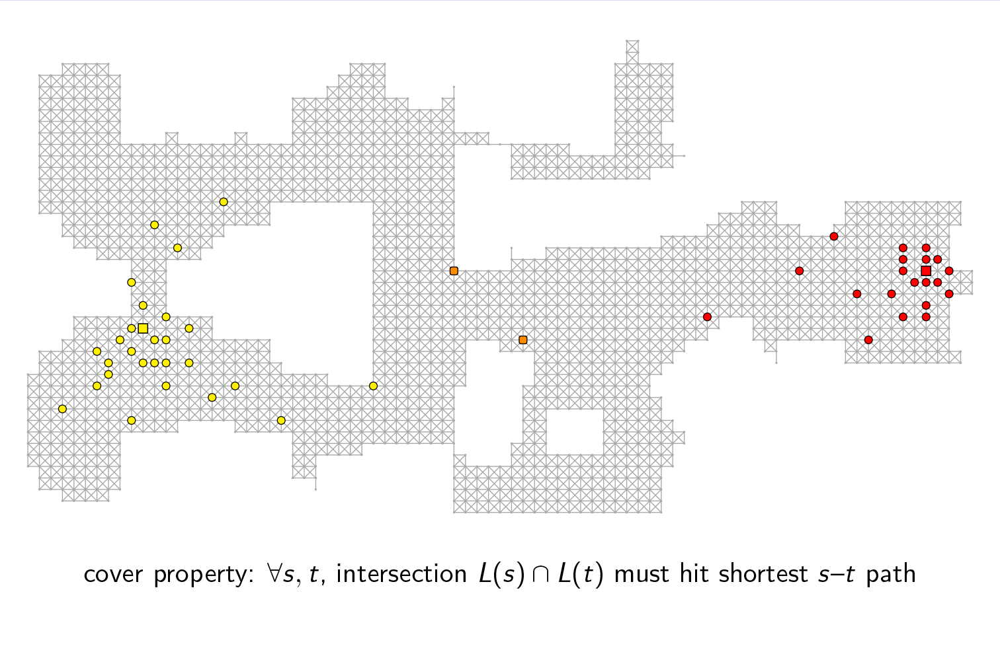 cover property: ∀s, t, intersection L(s) ∩ L(t) must hit shortest s–t path